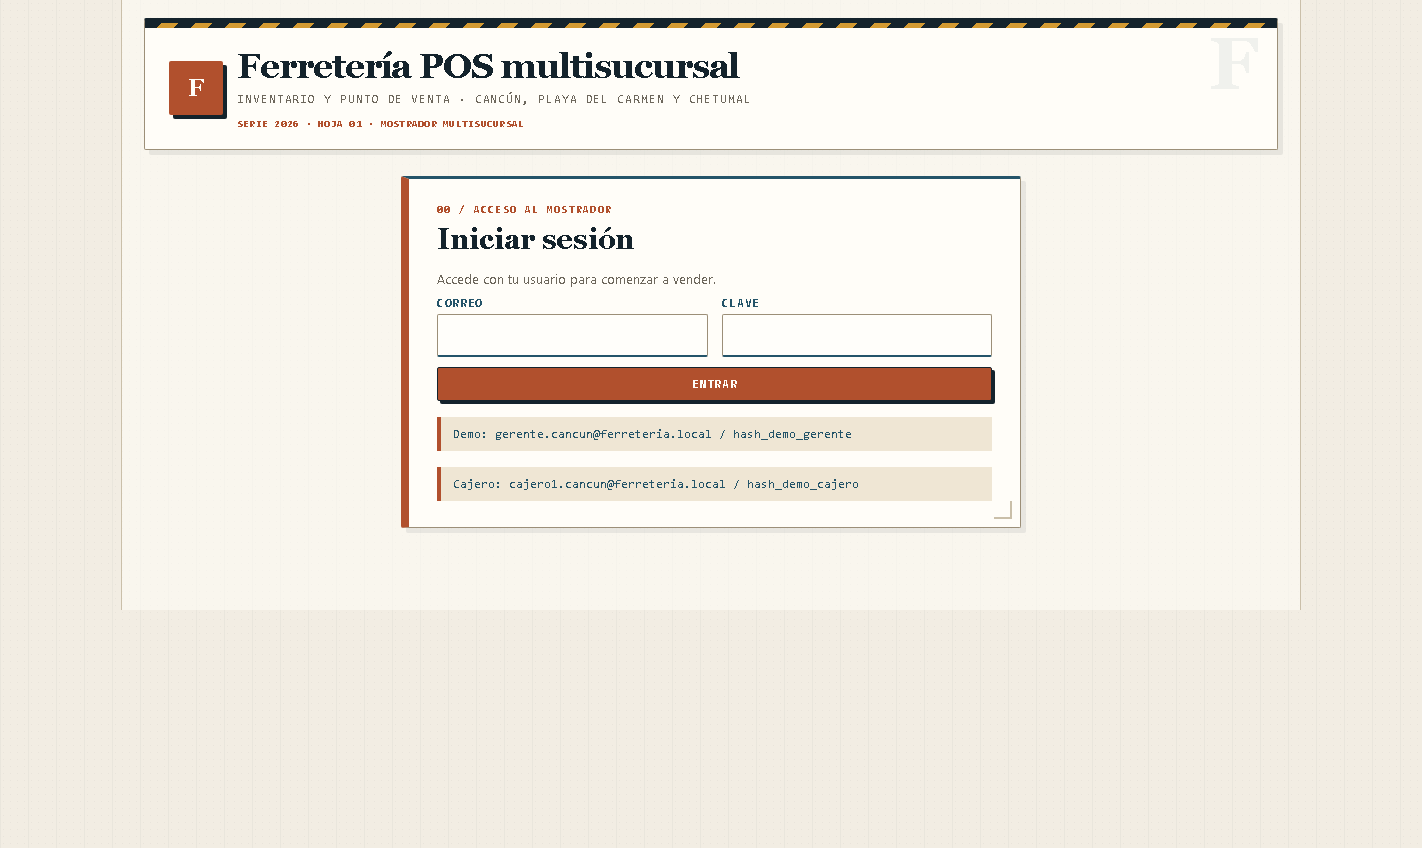 F
Ferretería POS multisucursal
INVENTARIO Y PUNTO DE VENTA · CANCÚN, PLAYA DEL CARMEN Y CHETUMAL
SERIE 2026 · HOJA 01 · MOSTRADOR MULTISUCURSAL
F
00 / ACCESO AL MOSTRADOR
Iniciar sesión
Accede con tu usuario para comenzar a vender.
CORREO CLAVE
ENTRAR
Demo: gerente.cancun@ferreteria.local / hash_demo_gerente
Cajero: cajero1.cancun@ferreteria.local / hash_demo_cajero